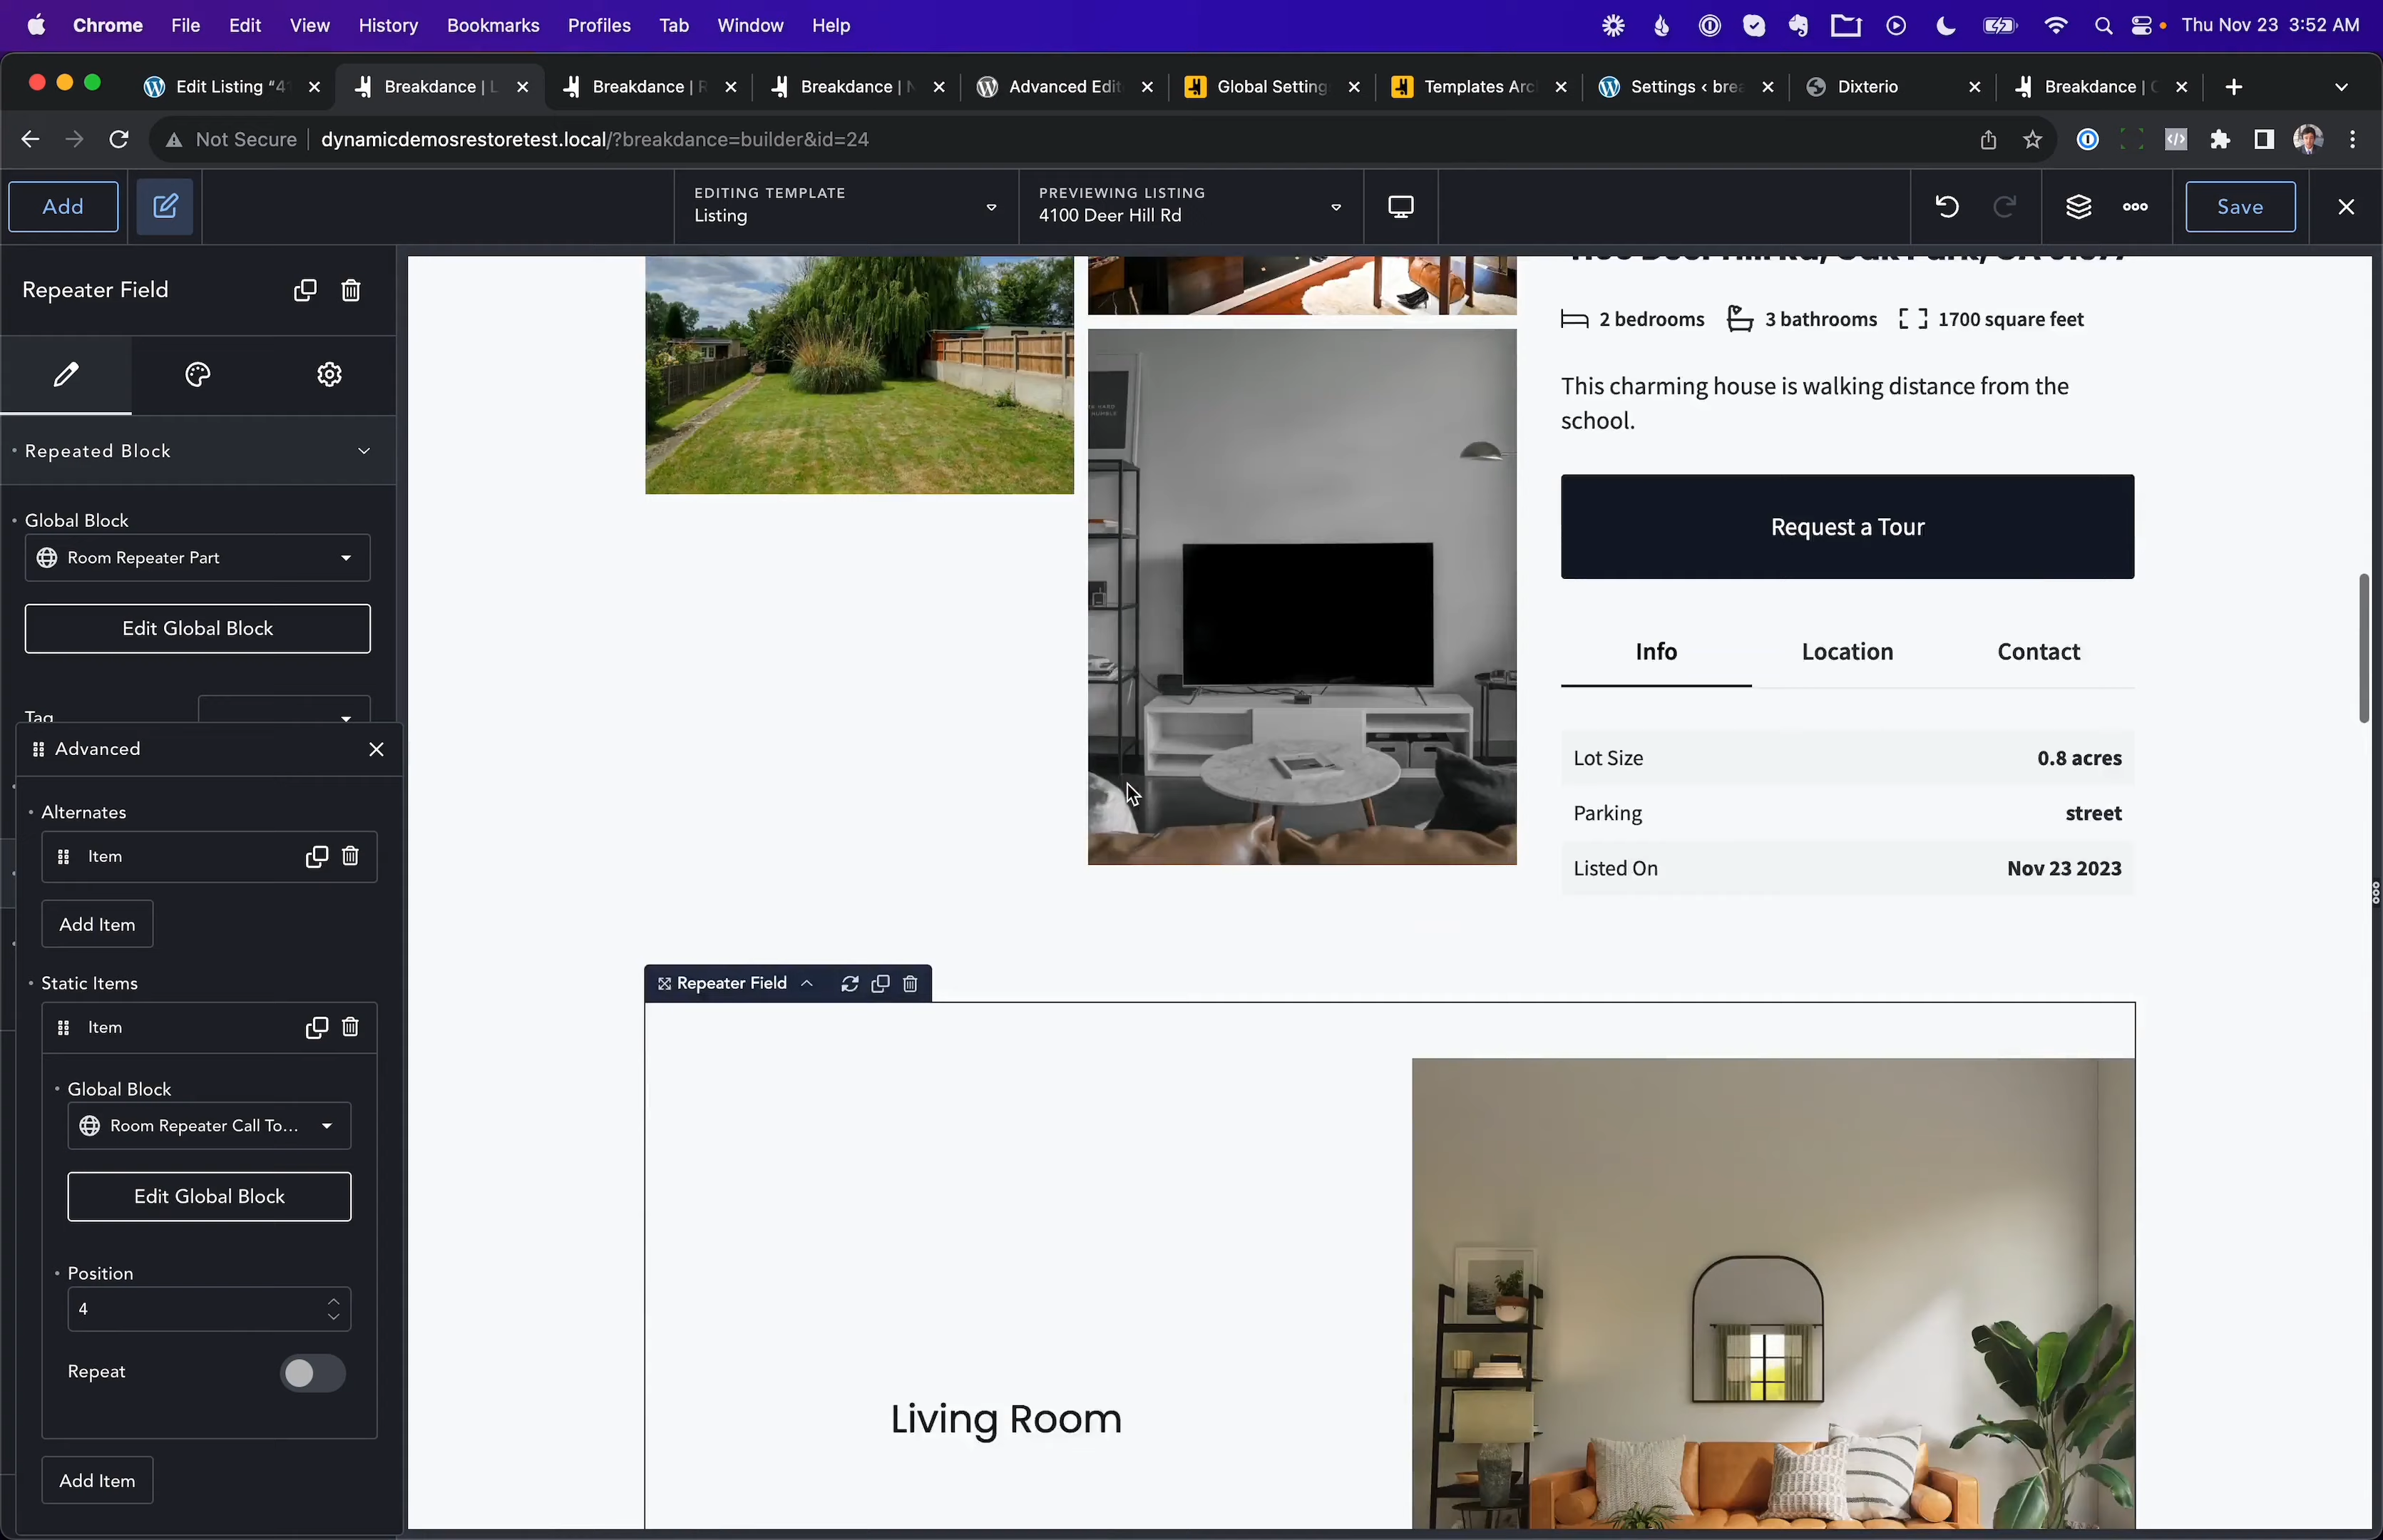 Chrome File Edit View History Bookmarks Profiles Tab Window Help Thu Nov 23 3:52 AM
Edit Listing “4 Breakdance | L Breakdance | Breakdance | Advanced Edit Global Setting Templates Arc Settings ‹ brea Dixterio Breakdance |
Not Secure dynamicdemosrestoretest.local/?breakdance=builder&id=24
Add
EDITING TEMPLATE
Listing
PREVIEWING LISTING
4100 Deer Hill Rd
Save
Repeater Field
Repeated Block
Global Block
Room Repeater Part
Edit Global Block
Tag
Advanced
Alternates
Item
Add Item
Static Items
Item
Global Block
Room Repeater Call To...
Edit Global Block
Position
4
Repeat
Add Item
2 bedrooms 3 bathrooms 1700 square feet
This charming house is walking distance from the
school.
Request a Tour
Info Location Contact
Lot Size 0.8 acres
Parking street
Listed On Nov 23 2023
Repeater Field
Living Room